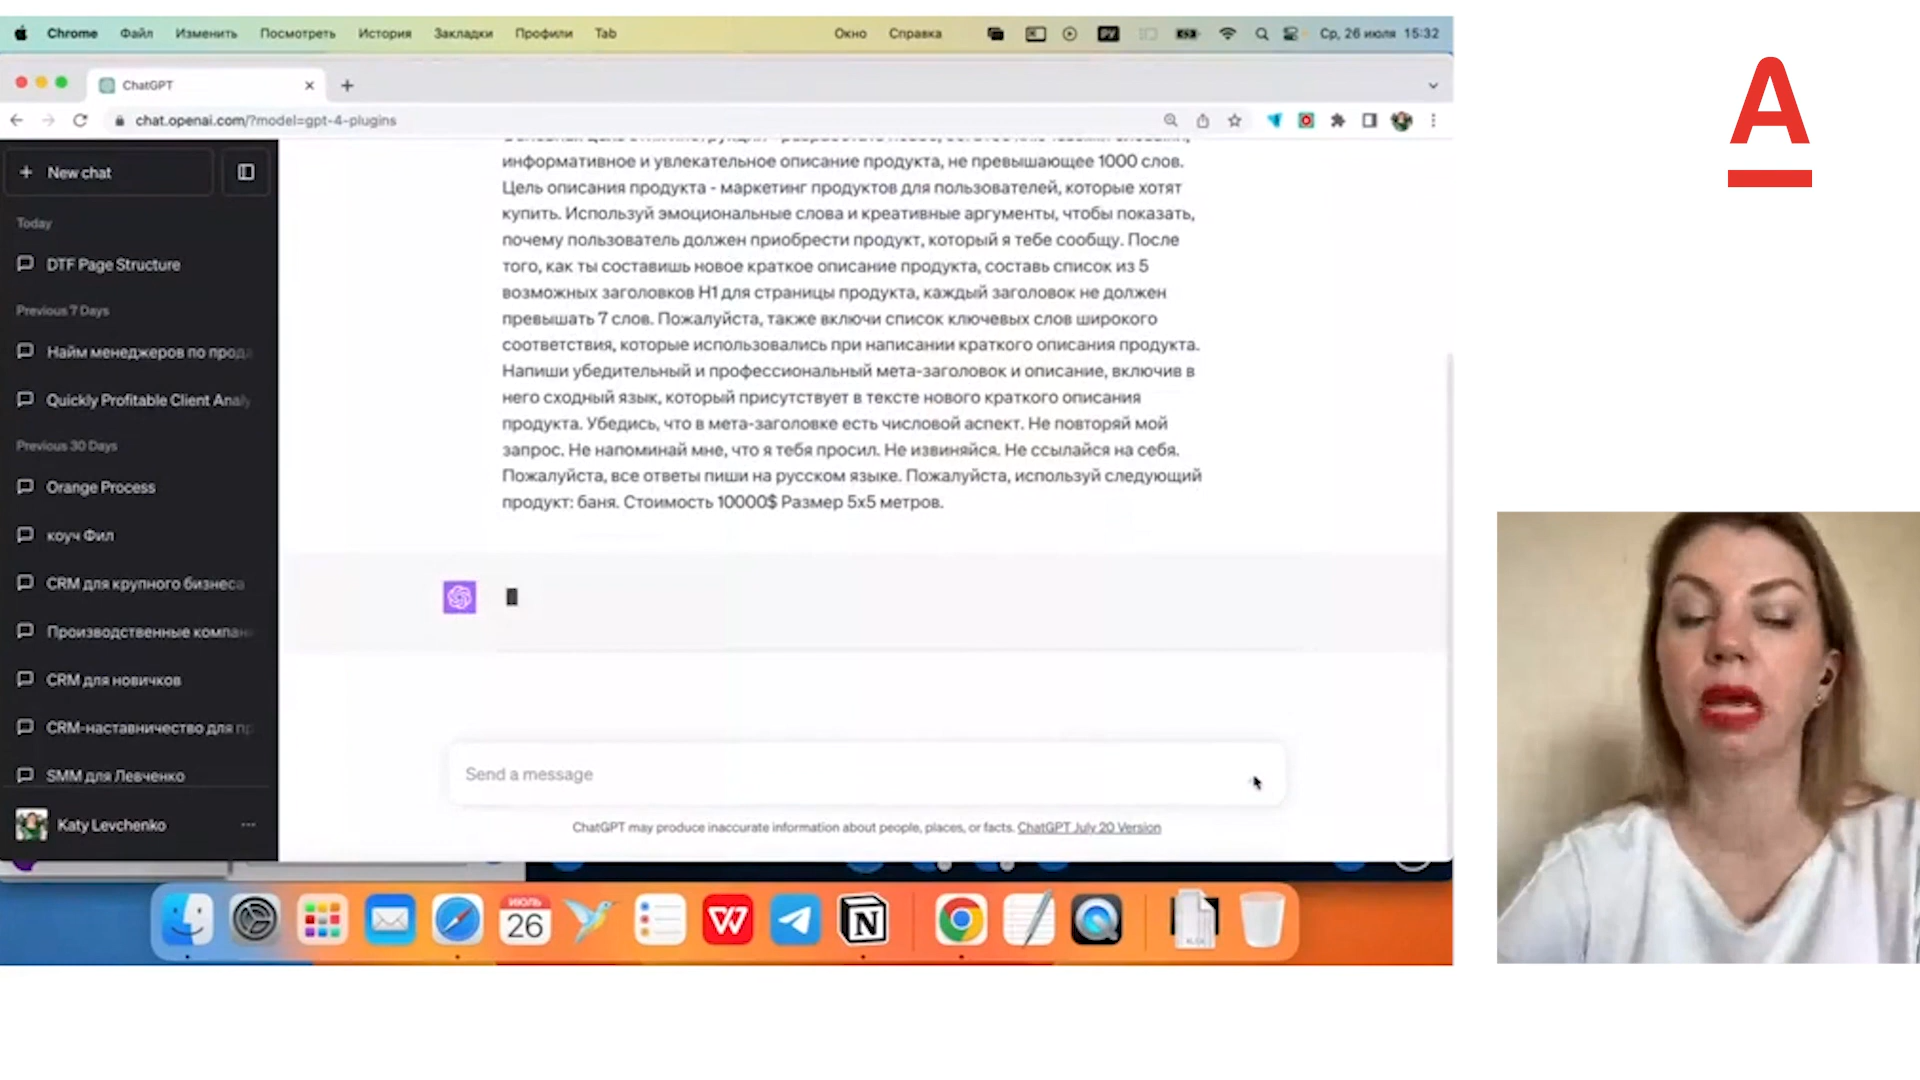 Chrome Файл Изменить Посмотреть История Закладки Профили Tab Окно Справка РУ Ср, 26 июля 15:32
ChatGPT
chat.openai.com/?model=gpt-4-plugins
New chat
Today
DTF Page Structure
Previous 7 Days
Найм менеджеров по прода
Quickly Profitable Client Analy
Previous 30 Days
Orange Process
коуч Фил
CRM для крупного бизнеса
Производственные компан
CRM для новичков
CRM-наставничество для пр
SMM для Левченко
Katy Levchenko
информативное и увлекательное описание продукта, не превышающее 1000 слов.
Цель описания продукта - маркетинг продуктов для пользователей, которые хотят
купить. Используй эмоциональные слова и креативные аргументы, чтобы показать,
почему пользователь должен приобрести продукт, который я тебе сообщу. После
того, как ты составишь новое краткое описание продукта, составь список из 5
возможных заголовков H1 для страницы продукта, каждый заголовок не должен
превышать 7 слов. Пожалуйста, также включи список ключевых слов широкого
соответствия, которые использовались при написании краткого описания продукта.
Напиши убедительный и профессиональный мета-заголовок и описание, включив в
него сходный язык, который присутствует в тексте нового краткого описания
продукта. Убедись, что в мета-заголовке есть числовой аспект. Не повторяй мой
запрос. Не напоминай мне, что я тебя просил. Не извиняйся. Не ссылайся на себя.
Пожалуйста, все ответы пиши на русском языке. Пожалуйста, используй следующий
продукт: баня. Стоимость 10000$ Размер 5х5 метров.
Send a message
ChatGPT may produce inaccurate information about people, places, or facts. ChatGPT July 20 Version
ИЮЛЬ
26
А